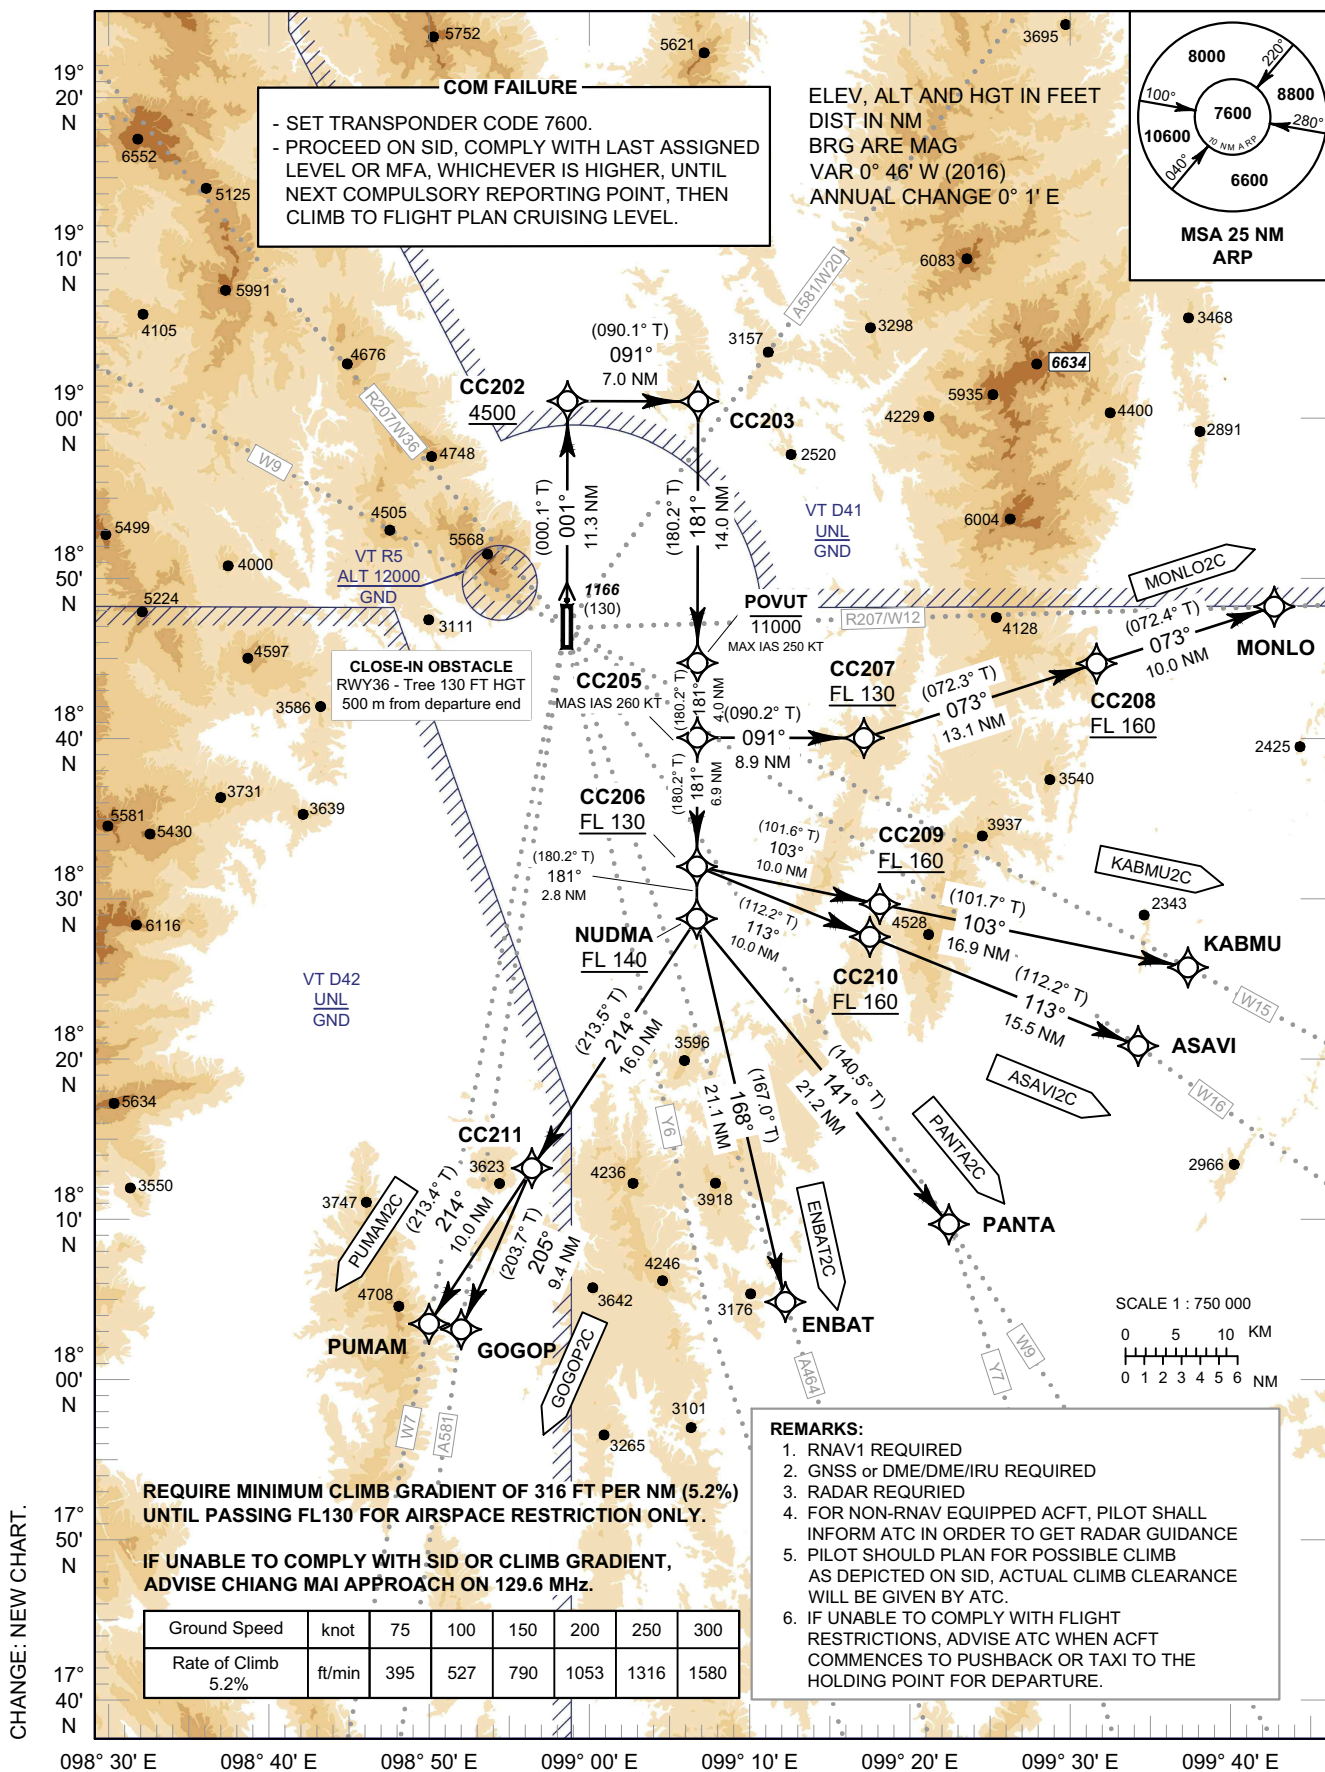 5752
5621
3695
19°
20'
N
6552
5125
5991
4105
4676
COM FAILURE
- SET TRANSPONDER CODE 7600.
- PROCEED ON SID, COMPLY WITH LAST ASSIGNED
LEVEL OR MFA, WHICHEVER IS HIGHER, UNTIL
NEXT COMPULSORY REPORTING POINT, THEN
CLIMB TO FLIGHT PLAN CRUISING LEVEL.
ELEV, ALT AND HGT IN FEET
DIST IN NM
BRG ARE MAG
VAR 0° 46' W (2016)
ANNUAL CHANGE 0° 1' E
8000
220°
100°
7600
8800
280°
10600
10 NM ARP
040°
6600
MSA 25 NM
ARP
19°
10'
N
6083
A581/W20
3157
3298
3468
6634
5935
4229
4400
2891
2520
6004
(090.1° T)
091°
7.0 NM
CC202
4500
CC203
19°
00'
N
R207/W36
W9
4748
4505
5568
5499
4000
5224
3111
4597
3586
(000.1° T)
001°
11.3 NM
(180.2° T)
181°
14.0 NM
VT D41
UNL
GND
VT R5
ALT 12000
GND
1166
(130)
18°
50'
N
MONLO2C
R207/W12
4128
(072.4° T)
073°
10.0 NM
MONLO
POVUT
11000
MAX IAS 250 KT
CLOSE-IN OBSTACLE
RWY36 - Tree 130 FT HGT
500 m from departure end
CC205
MAS IAS 260 KT
(180.2° T)
181°
4.0 NM
CC207
FL 130
(072.3° T)
073°
13.1 NM
CC208
FL 160
18°
40'
N
(090.2° T)
091°
8.9 NM
2425
3540
3937
3731
3639
5581
5430
6116
(180.2° T)
181°
6.9 NM
CC206
FL 130
(180.2° T)
181°
2.8 NM
(101.6° T)
103°
10.0 NM
CC209
FL 160
KABMU2C
2343
18°
30'
N
(112.2° T)
113°
10.0 NM
4528
(101.7° T)
103°
16.9 NM
KABMU
NUDMA
FL 140
CC210
FL 160
(112.2° T)
113°
15.5 NM
W15
VT D42
UNL
GND
ASAVI
ASAVI2C
W16
18°
20'
N
(213.5° T)
214°
16.0 NM
3596
Y6
(167.0° T)
168°
21.1 NM
(140.5° T)
141°
21.2 NM
PANTA2C
5634
3550
3747
3623
4236
3918
2966
CC211
PUMAM2C
(213.4° T)
214°
10.0 NM
(203.7° T)
205°
9.4 NM
18°
10'
N
PANTA
ENBAT2C
4246
3642
3176
4708
PUMAM
GOGOP
ENBAT
GOGOP2C
SCALE 1 : 750 000
0 5 10 KM
0 1 2 3 4 5 6 NM
18°
00'
N
W7
A581
A464
Y7
W9
3101
3265
REQUIRE MINIMUM CLIMB GRADIENT OF 316 FT PER NM (5.2%)
UNTIL PASSING FL130 FOR AIRSPACE RESTRICTION ONLY.
IF UNABLE TO COMPLY WITH SID OR CLIMB GRADIENT,
ADVISE CHIANG MAI APPROACH ON 129.6 MHz.
17°
50'
N
REMARKS:
1. RNAV1 REQUIRED
2. GNSS or DME/DME/IRU REQUIRED
3. RADAR REQURIED
4. FOR NON-RNAV EQUIPPED ACFT, PILOT SHALL
INFORM ATC IN ORDER TO GET RADAR GUIDANCE
5. PILOT SHOULD PLAN FOR POSSIBLE CLIMB
AS DEPICTED ON SID, ACTUAL CLIMB CLEARANCE
WILL BE GIVEN BY ATC.
6. IF UNABLE TO COMPLY WITH FLIGHT
RESTRICTIONS, ADVISE ATC WHEN ACFT
COMMENCES TO PUSHBACK OR TAXI TO THE
HOLDING POINT FOR DEPARTURE.
Ground Speed knot 75 100 150 200 250 300
Rate of Climb
5.2%
ft/min 395 527 790 1053 1316 1580
17°
40'
N
CHANGE: NEW CHART.
098° 30' 098° 40' 098° 50' 099° 00' 099° 10' 099° 20' 099° 30' 099° 40'